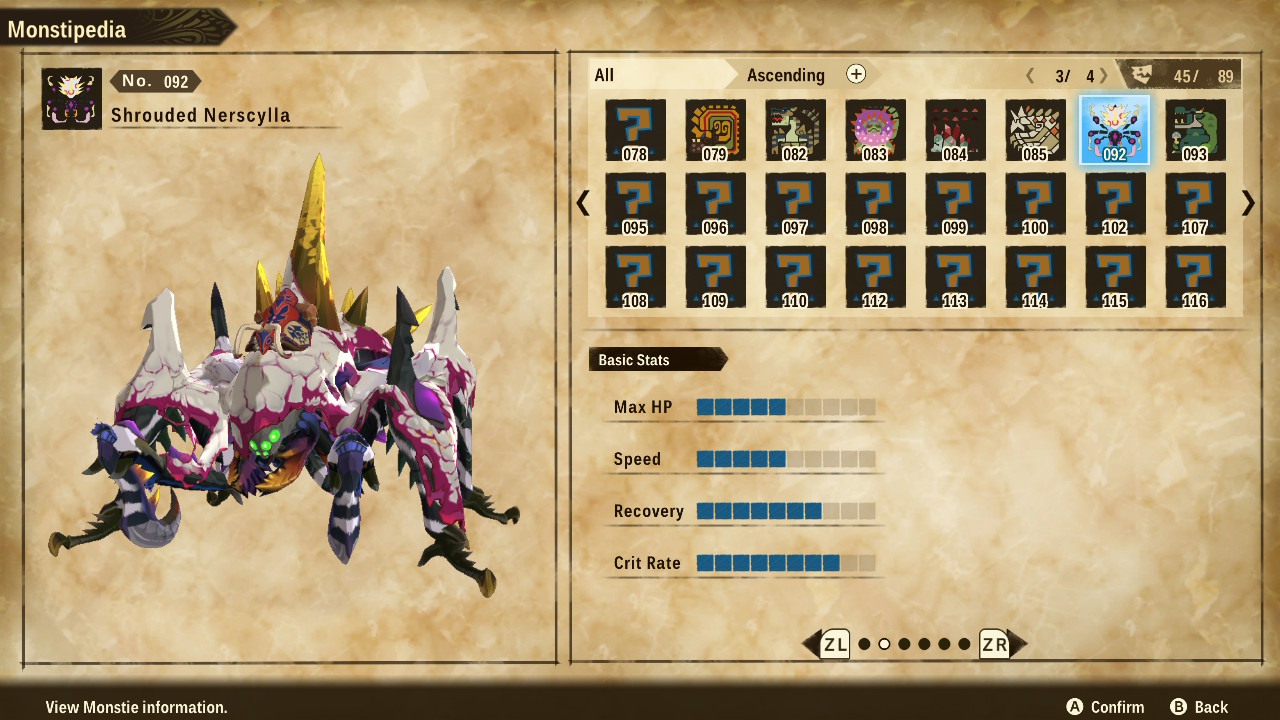 Monstipedia
No. 092
Shrouded Nerscylla
All
Ascending
3/ 4
45/ 89
078 079 082 083 084 085 092 093
095 096 097 098 099 100 102 107
108 109 110 112 113 114 115 116
Basic Stats
Max HP
Speed
Recovery
Crit Rate
ZL
ZR
View Monstie information.
A Confirm
B Back